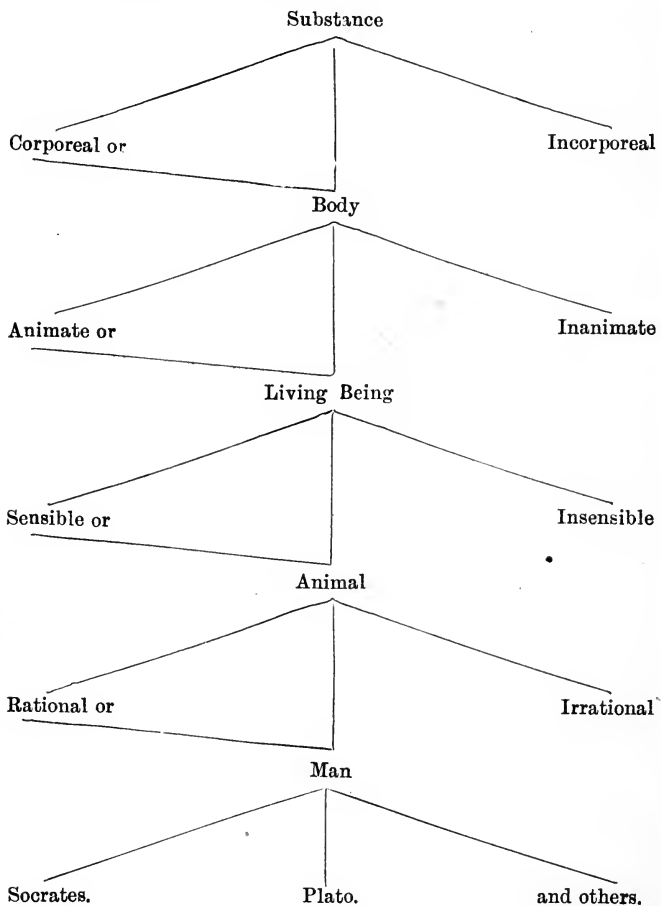 Substance
Corporeal or Incorporeal
Body
Animate or Inanimate
Living Being
Sensible or Insensible
Animal
Rational or Irrational
Man
Socrates. Plato. and others.